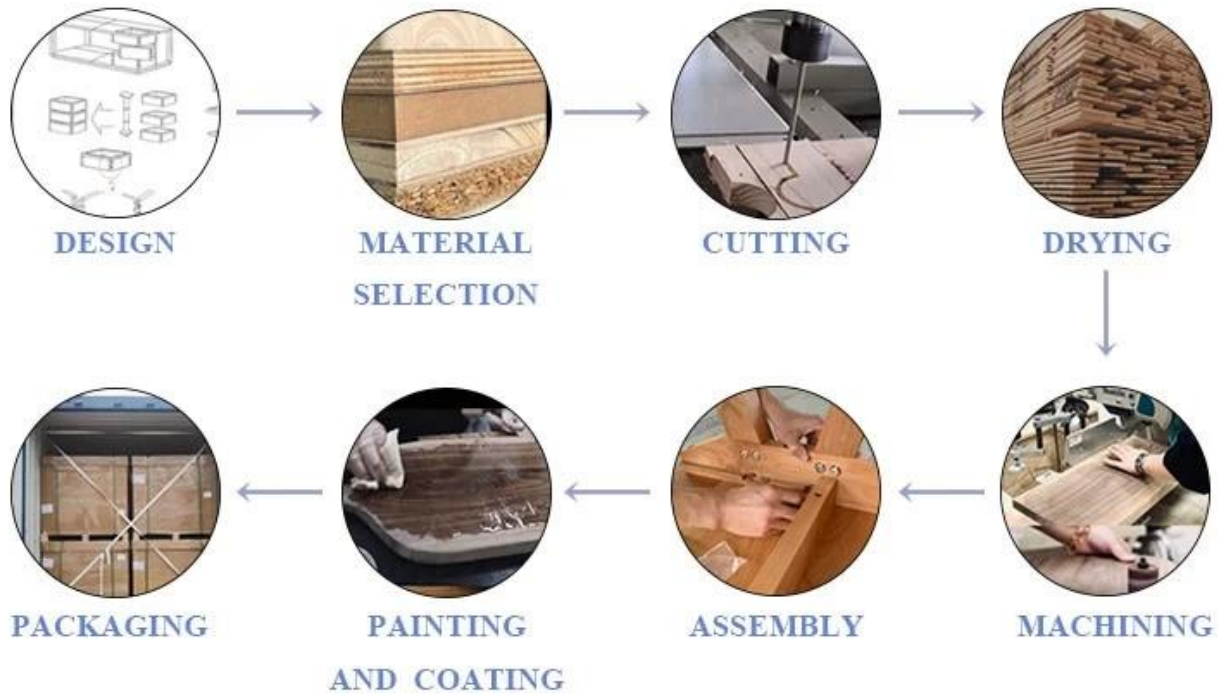 DESIGN
MATERIAL
SELECTION
CUTTING
DRYING
MACHINING
ASSEMBLY
PAINTING
AND COATING
PACKAGING